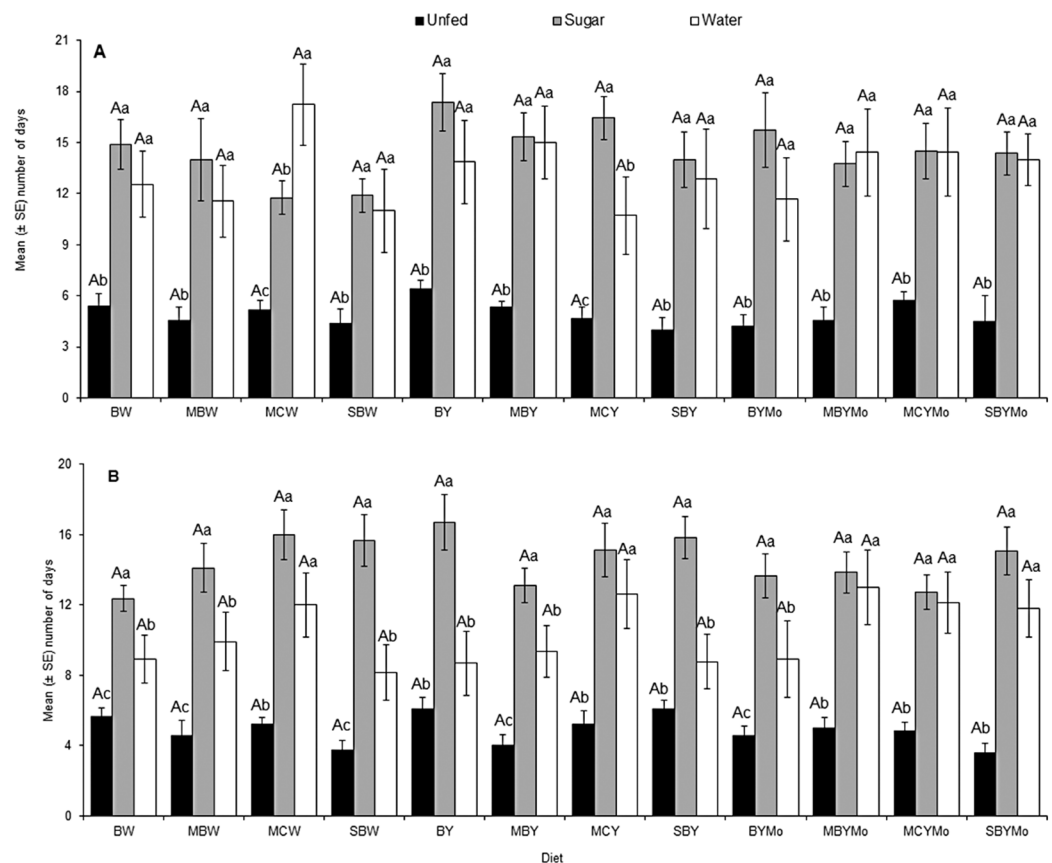 Unfed Sugar Water
A
Mean (± SE) number of days
21
18
15
12
9
6
3
0
Ab Aa Aa Ab Aa Aa Ac Ab Aa Ab Aa Aa Ab Aa Aa Ab Aa Aa Ac Aa Ab Ab Aa Aa Ab Aa Aa Ab Aa Aa Ab Aa Aa Ab Aa Aa
BW MBW MCW SBW BY MBY MCY SBY BYMo MBYMo MCYMo SBYMo
B
Mean (± SE) number of days
20
16
12
8
4
0
Ac Aa Ab Ac Aa Ab Ab Aa Aa Ac Aa Ab Ab Aa Ab Ac Aa Ab Ab Aa Aa Ab Aa Ab Ac Aa Ab Ab Aa Aa Ab Aa Aa Ab Aa Aa
BW MBW MCW SBW BY MBY MCY SBY BYMo MBYMo MCYMo SBYMo
Diet